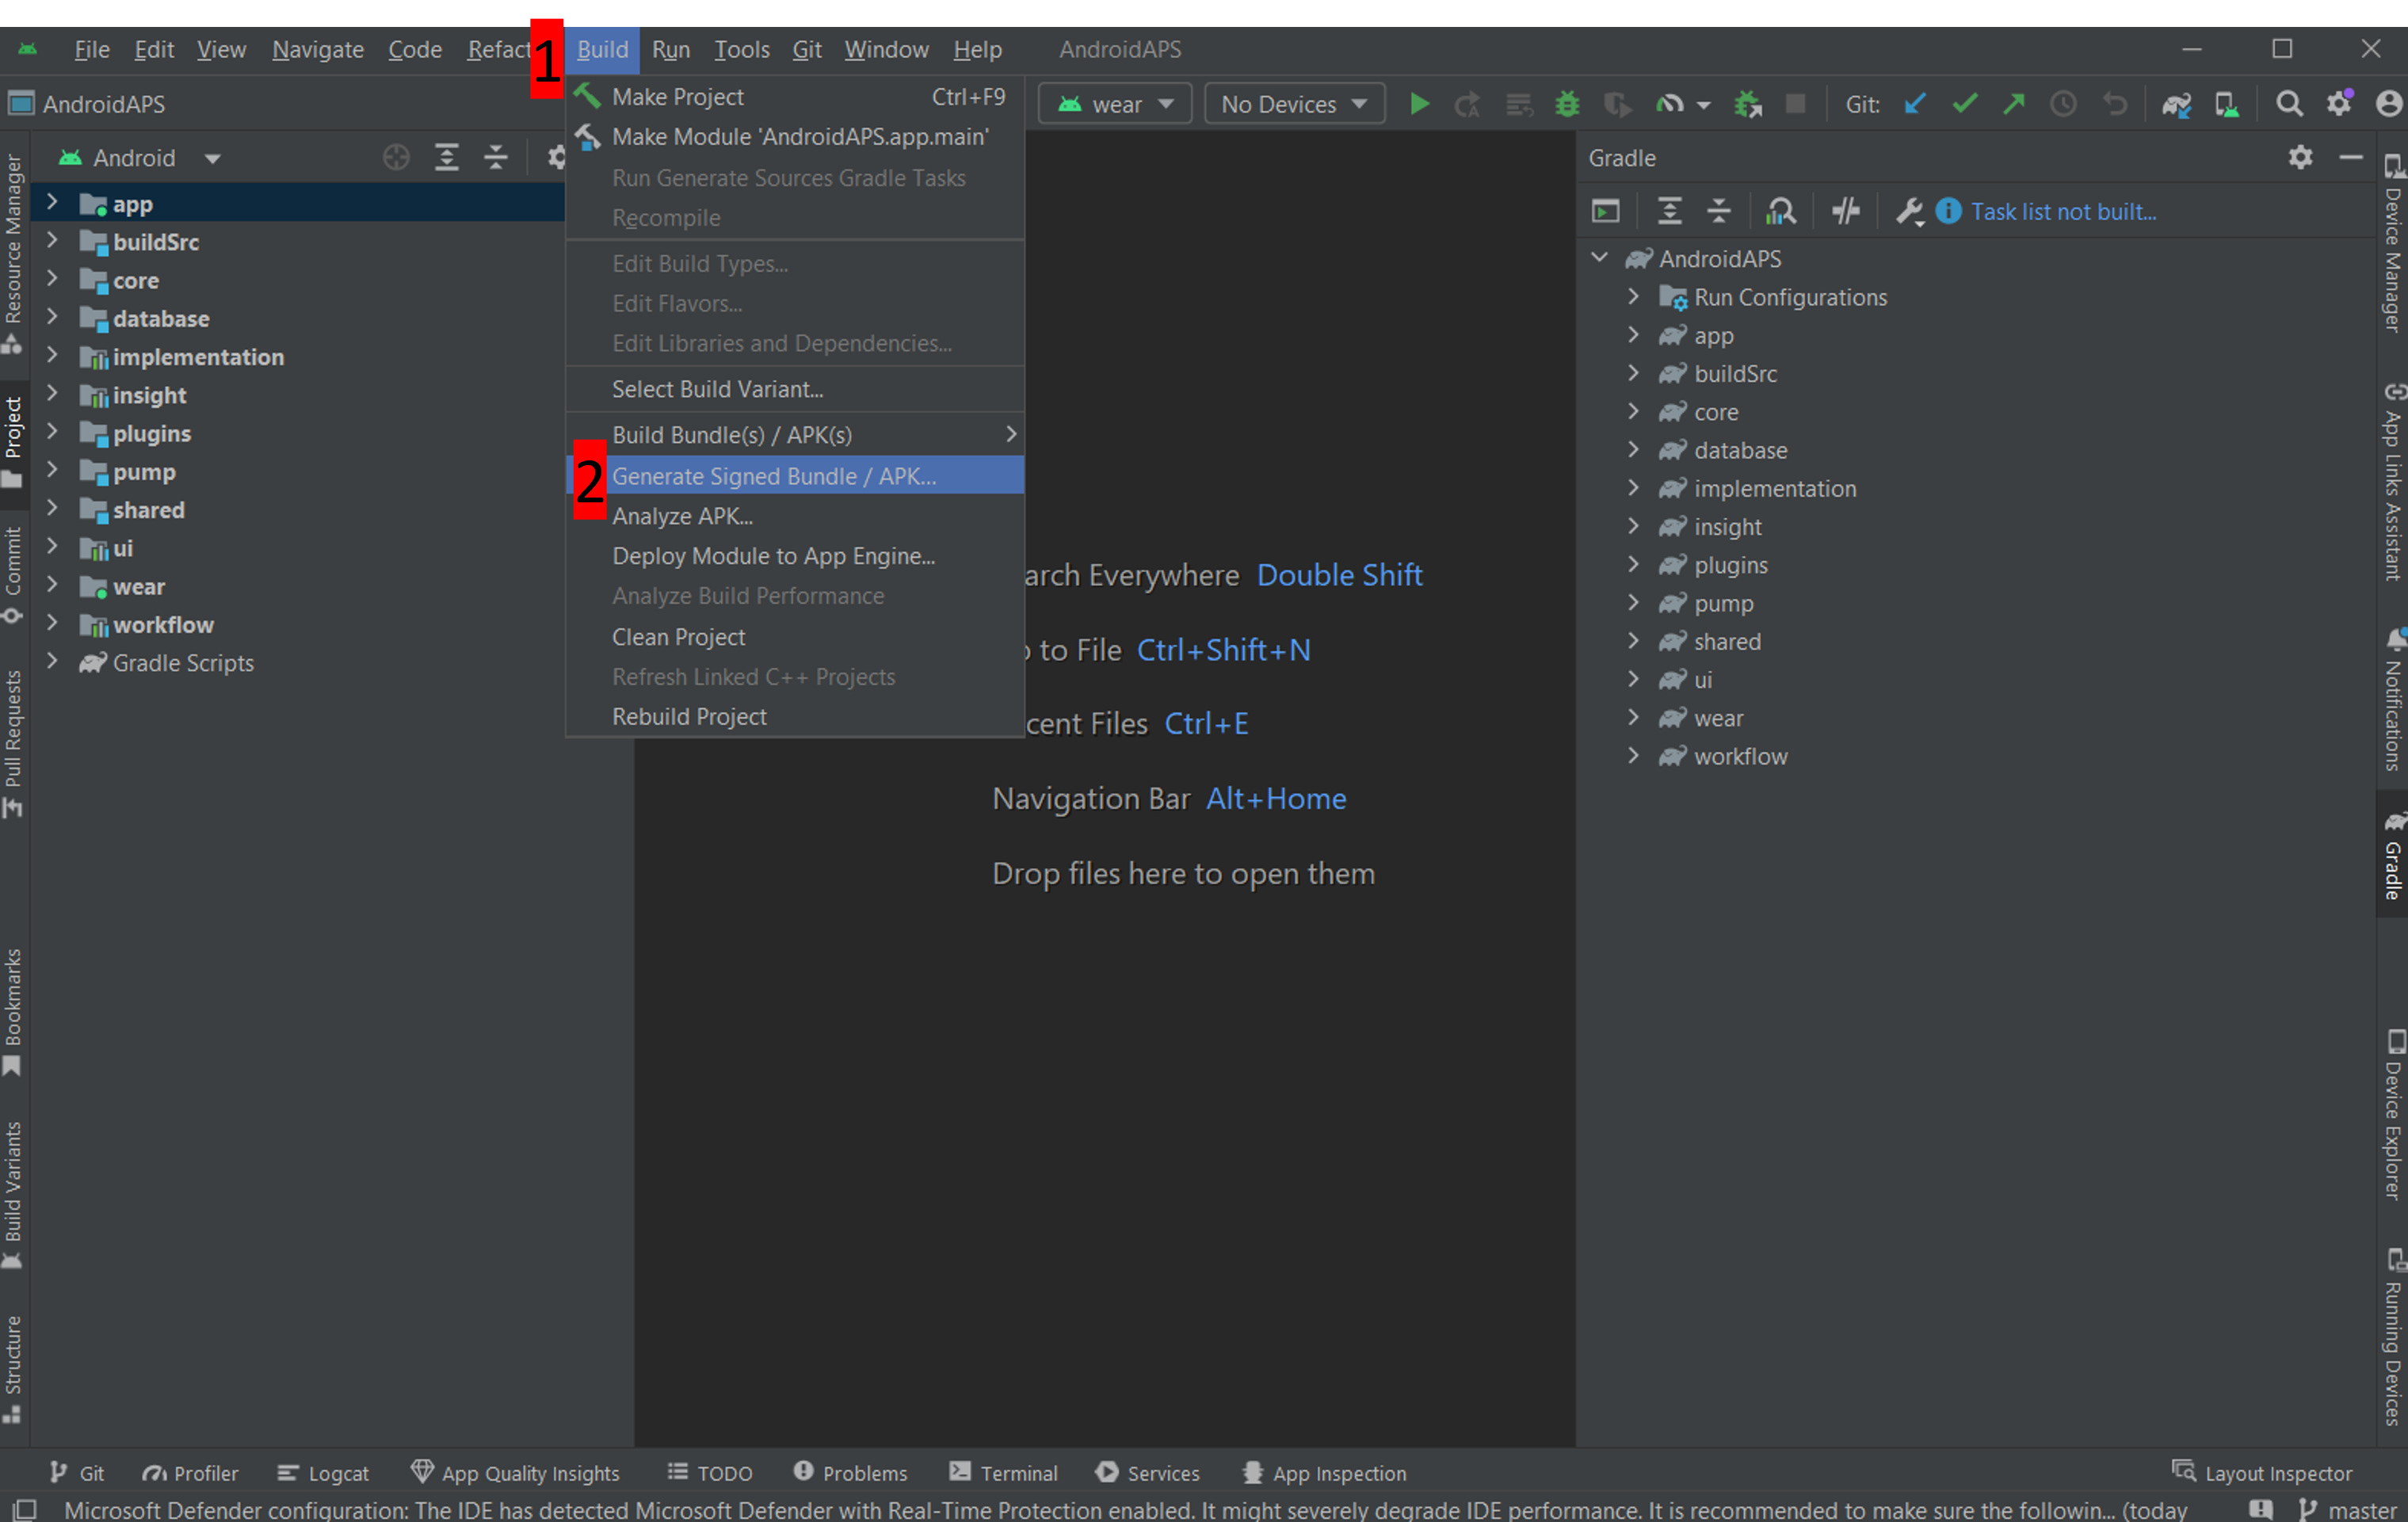 File Edit View Navigate Code Refact 1 Build Run Tools Git Window Help AndroidAPS
AndroidAPS
wear No Devices Git:
Android
app
buildSrc
core
database
implementation
insight
plugins
pump
shared
ui
wear
workflow
Gradle Scripts
Make Project Ctrl+F9
Make Module 'AndroidAPS.app.main'
Run Generate Sources Gradle Tasks
Recompile
Edit Build Types...
Edit Flavors...
Edit Libraries and Dependencies...
Select Build Variant...
Build Bundle(s) / APK(s)
2 Generate Signed Bundle / APK...
Analyze APK...
Deploy Module to App Engine...
Analyze Build Performance
Clean Project
Refresh Linked C++ Projects
Rebuild Project
arch Everywhere Double Shift
o to File Ctrl+Shift+N
cent Files Ctrl+E
Navigation Bar Alt+Home
Drop files here to open them
Gradle
Task list not built...
AndroidAPS
Run Configurations
app
buildSrc
core
database
implementation
insight
plugins
pump
shared
ui
wear
workflow
Resource Manager
Project
Commit
Pull Requests
Bookmarks
Build Variants
Structure
Device Manager
App Links Assistant
Notifications
Gradle
Device Explorer
Running Devices
Git Profiler Logcat App Quality Insights TODO Problems Terminal Services App Inspection Layout Inspector
Microsoft Defender configuration: The IDE has detected Microsoft Defender with Real-Time Protection enabled. It might severely degrade IDE performance. It is recommended to make sure the followin... (today master